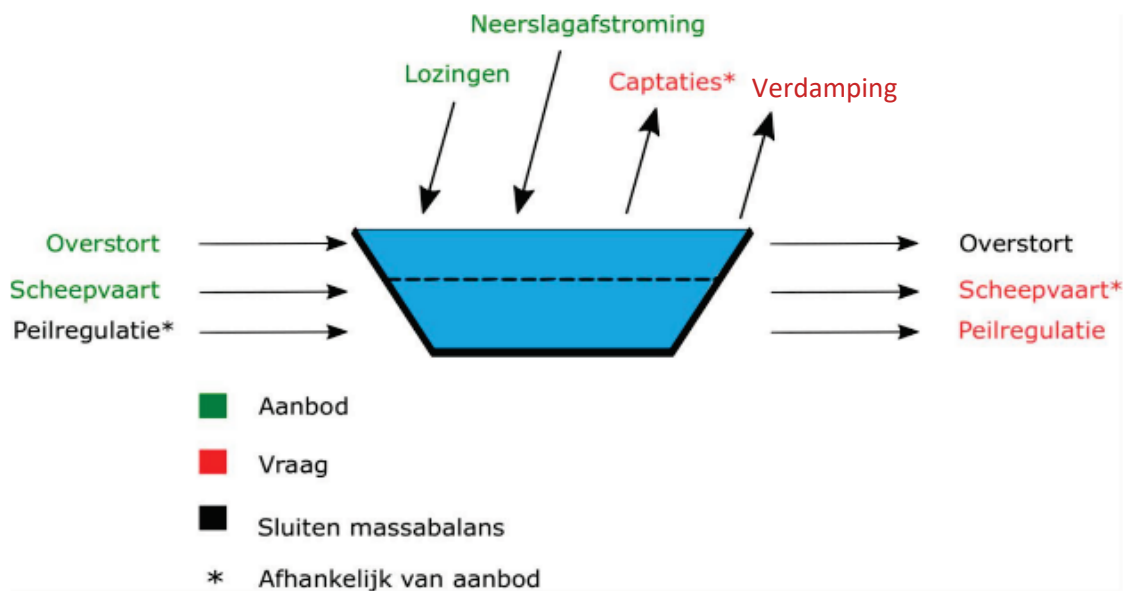 Neerslagafstroming
Lozingen
Captaties*
Verdamping
Overstort
Scheepvaart
Peilregulatie*
Overstort
Scheepvaart*
Peilregulatie
Aanbod
Vraag
Sluiten massabalans
* Afhankelijk van aanbod